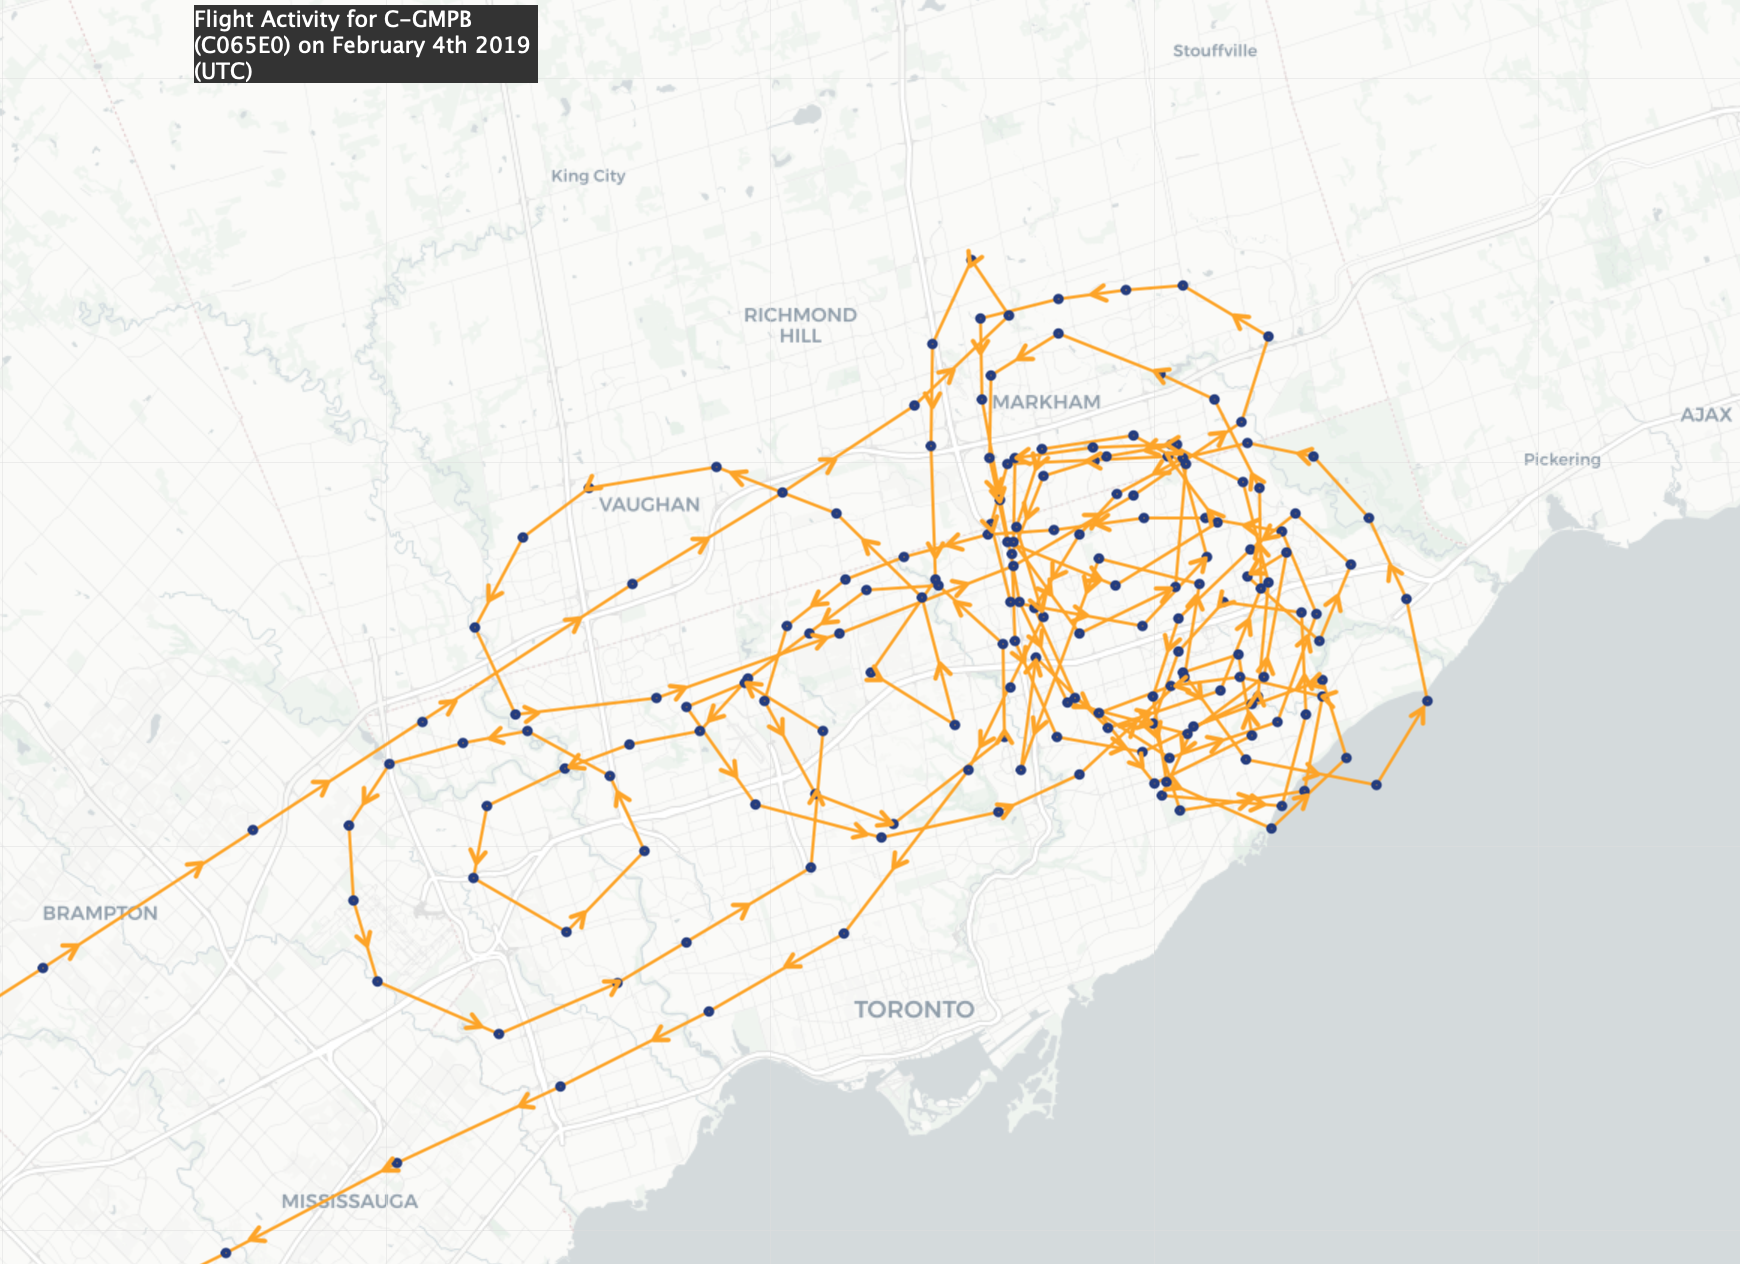 Flight Activity for C-GMPB
(C065E0) on February 4th 2019
(UTC)
Stouffville
King City
RICHMOND
HILL
MARKHAM
AJAX
Pickering
VAUGHAN
BRAMPTON
TORONTO
MISSISSAUGA